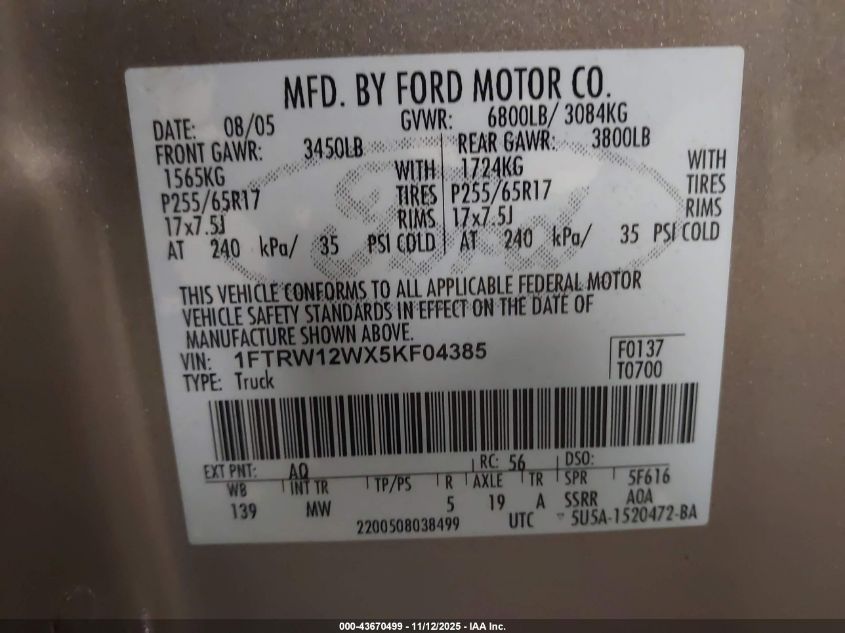 MFD. BY FORD MOTOR CO.
DATE: 08/05 GVWR: 6800LB/ 3084KG
FRONT GAWR: 3450LB REAR GAWR: 3800LB
1565KG WITH 1724KG WITH
P255/65R17 TIRES P255/65R17 TIRES
17x7.5J RIMS 17x7.5J RIMS
AT 240 kPa/ 35 PSI COLD AT 240 kPa/ 35 PSI COLD
Ford
THIS VEHICLE CONFORMS TO ALL APPLICABLE FEDERAL MOTOR
VEHICLE SAFETY STANDARDS IN EFFECT ON THE DATE OF
MANUFACTURE SHOWN ABOVE.
VIN: 1FTRW12WX5KF04385 F0137
TYPE: Truck T0700
EXT PNT: AQ RC: 56 DSO:
WB INT TR TP/PS R AXLE TR SPR 5F616
139 MW 5 19 A SSRR A0A
2200508038499 UTC 5U5A-1520472-BA
000-43670499 - 11/12/2025 - IAA Inc.